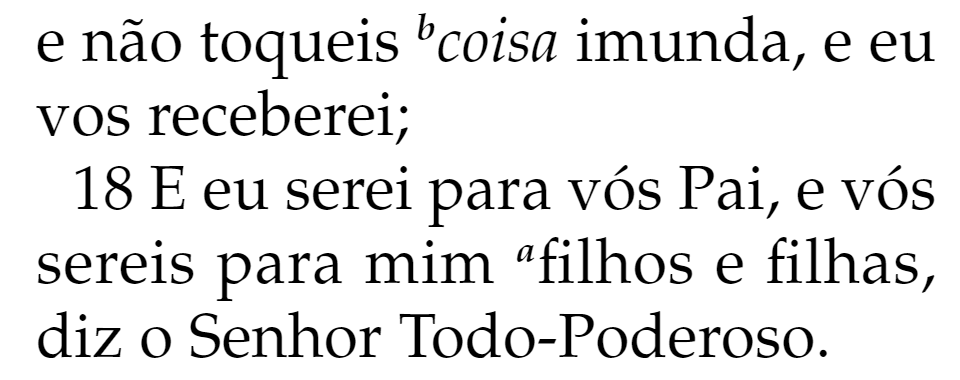 e não toqueis ᵇcoisa imunda, e eu
vos receberei;
18 E eu serei para vós Pai, e vós
sereis para mim ᵃfilhos e filhas,
diz o Senhor Todo-Poderoso.